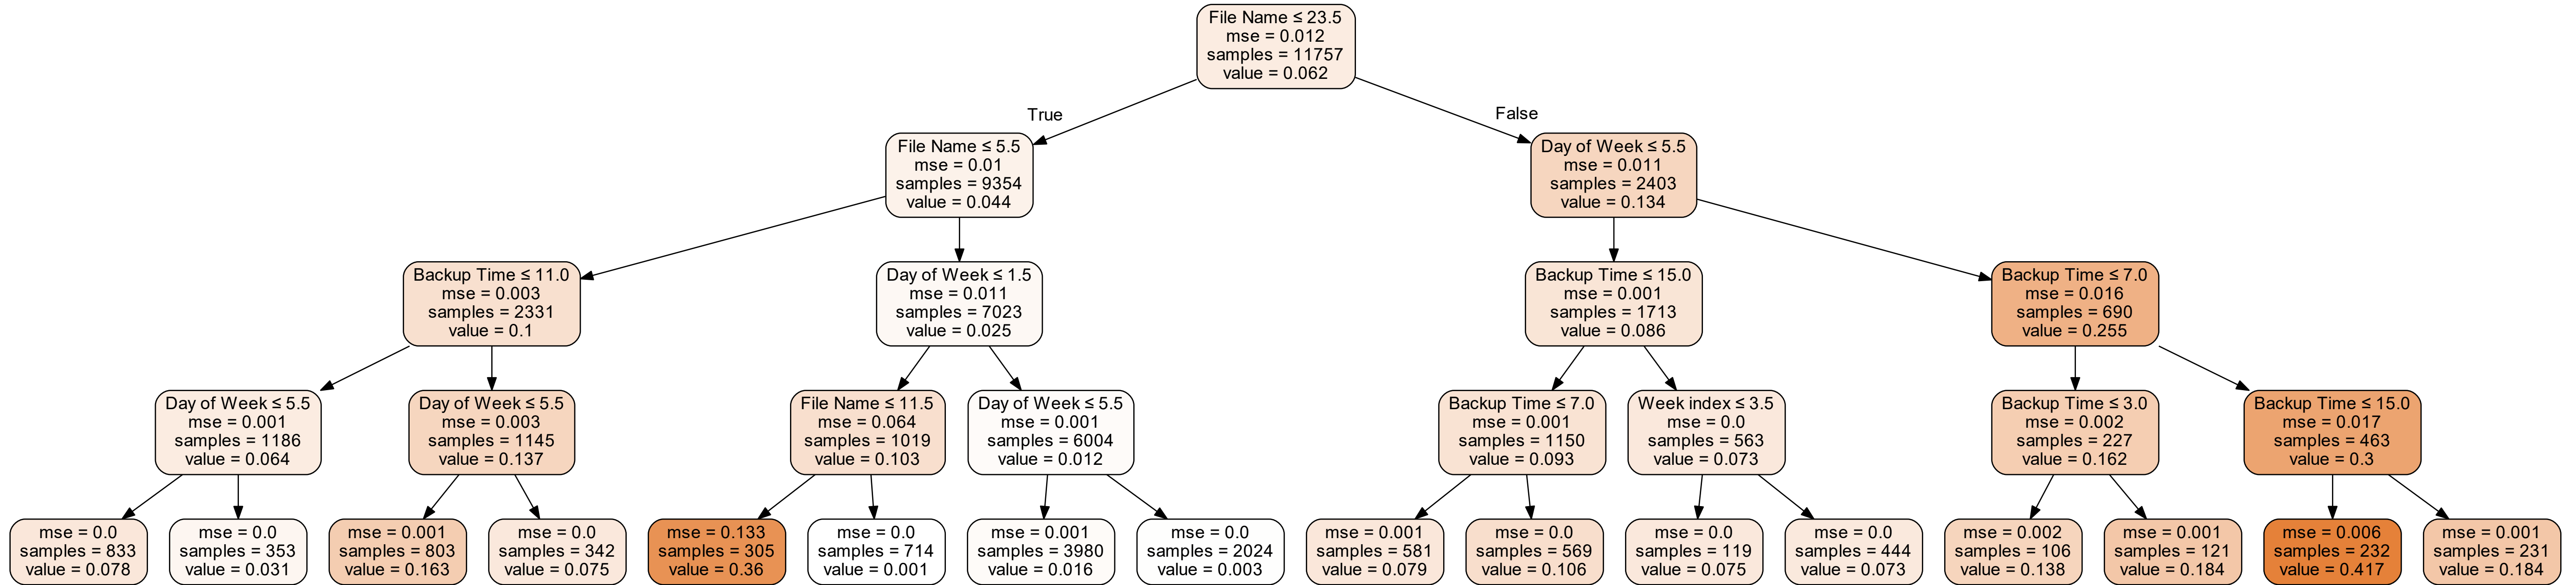 File Name ≤ 23.5
mse = 0.012
samples = 11757
value = 0.062
True
False
File Name ≤ 5.5
mse = 0.01
samples = 9354
value = 0.044
Day of Week ≤ 5.5
mse = 0.011
samples = 2403
value = 0.134
Backup Time ≤ 11.0
mse = 0.003
samples = 2331
value = 0.1
Day of Week ≤ 1.5
mse = 0.011
samples = 7023
value = 0.025
Backup Time ≤ 15.0
mse = 0.001
samples = 1713
value = 0.086
Backup Time ≤ 7.0
mse = 0.016
samples = 690
value = 0.255
Day of Week ≤ 5.5
mse = 0.001
samples = 1186
value = 0.064
Day of Week ≤ 5.5
mse = 0.003
samples = 1145
value = 0.137
File Name ≤ 11.5
mse = 0.064
samples = 1019
value = 0.103
Day of Week ≤ 5.5
mse = 0.001
samples = 6004
value = 0.012
Backup Time ≤ 7.0
mse = 0.001
samples = 1150
value = 0.093
Week index ≤ 3.5
mse = 0.0
samples = 563
value = 0.073
Backup Time ≤ 3.0
mse = 0.002
samples = 227
value = 0.162
Backup Time ≤ 15.0
mse = 0.017
samples = 463
value = 0.3
mse = 0.0
samples = 833
value = 0.078
mse = 0.0
samples = 353
value = 0.031
mse = 0.001
samples = 803
value = 0.163
mse = 0.0
samples = 342
value = 0.075
mse = 0.133
samples = 305
value = 0.36
mse = 0.0
samples = 714
value = 0.001
mse = 0.001
samples = 3980
value = 0.016
mse = 0.0
samples = 2024
value = 0.003
mse = 0.001
samples = 581
value = 0.079
mse = 0.0
samples = 569
value = 0.106
mse = 0.0
samples = 119
value = 0.075
mse = 0.0
samples = 444
value = 0.073
mse = 0.002
samples = 106
value = 0.138
mse = 0.001
samples = 121
value = 0.184
mse = 0.006
samples = 232
value = 0.417
mse = 0.001
samples = 231
value = 0.184